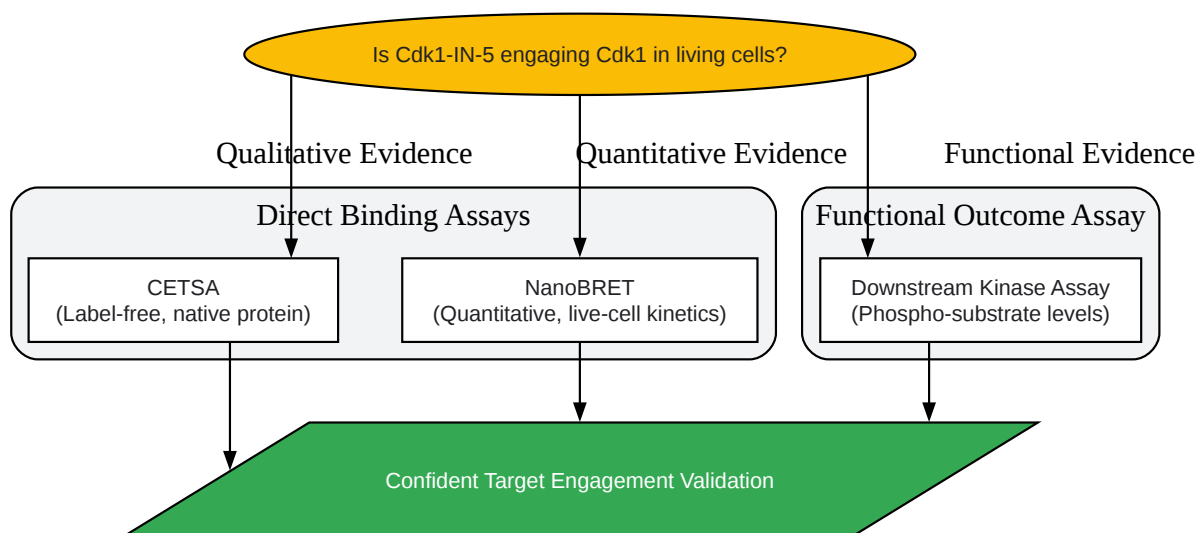 Is Cdk1-IN-5 engaging Cdk1 in living cells?
Qualitative Evidence
Quantitative Evidence
Functional Evidence
Direct Binding Assays
Functional Outcome Assay
CETSA
(Label-free, native protein)
NanoBRET
(Quantitative, live-cell kinetics)
Downstream Kinase Assay
(Phospho-substrate levels)
Confident Target Engagement Validation